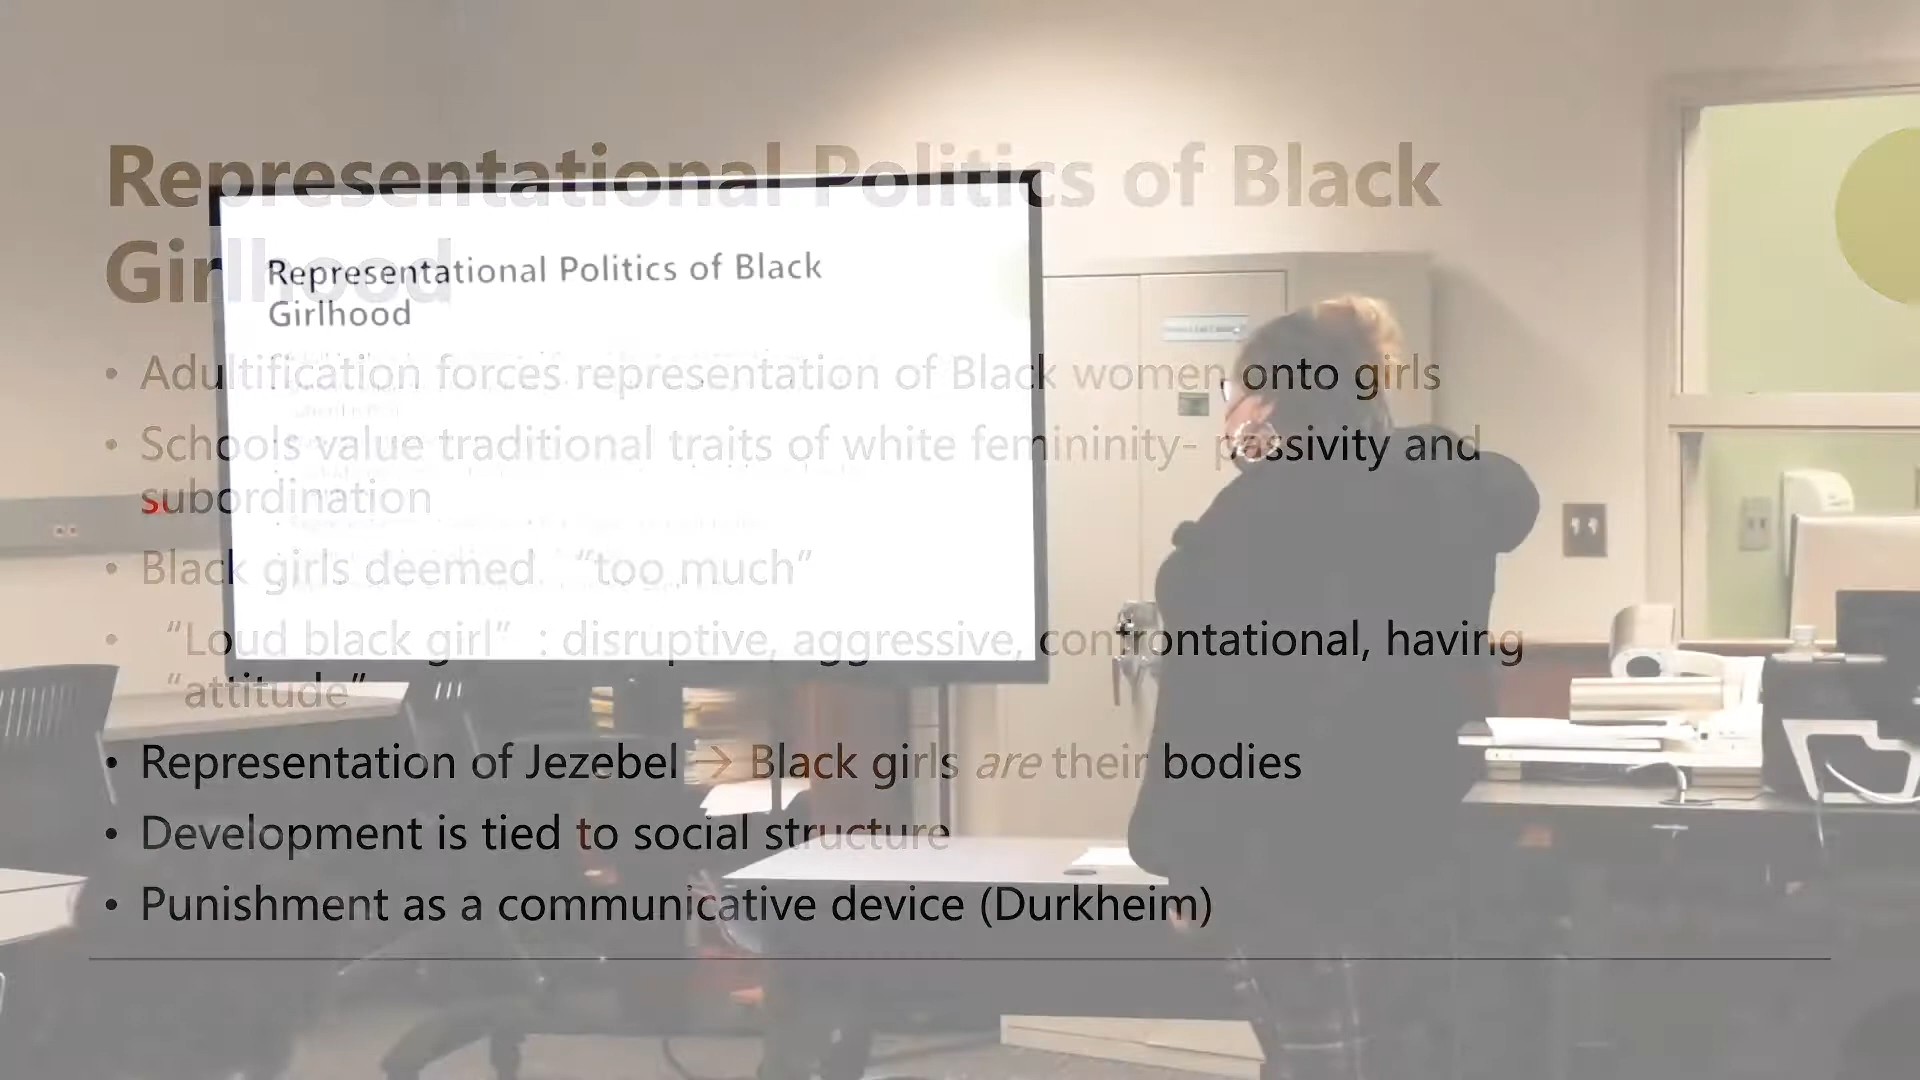 Representational Politics of Black
Girlhood
Representational Politics of Black
Girlhood
• Adultification forces representation of Black women onto girls
• Schools value traditional traits of white femininity- passivity and
subordination
• Black girls deemed “too much”
• “Loud black girl” : disruptive, aggressive, confrontational, having
“attitude”
• Representation of Jezebel → Black girls are their bodies
• Development is tied to social structure
• Punishment as a communicative device (Durkheim)